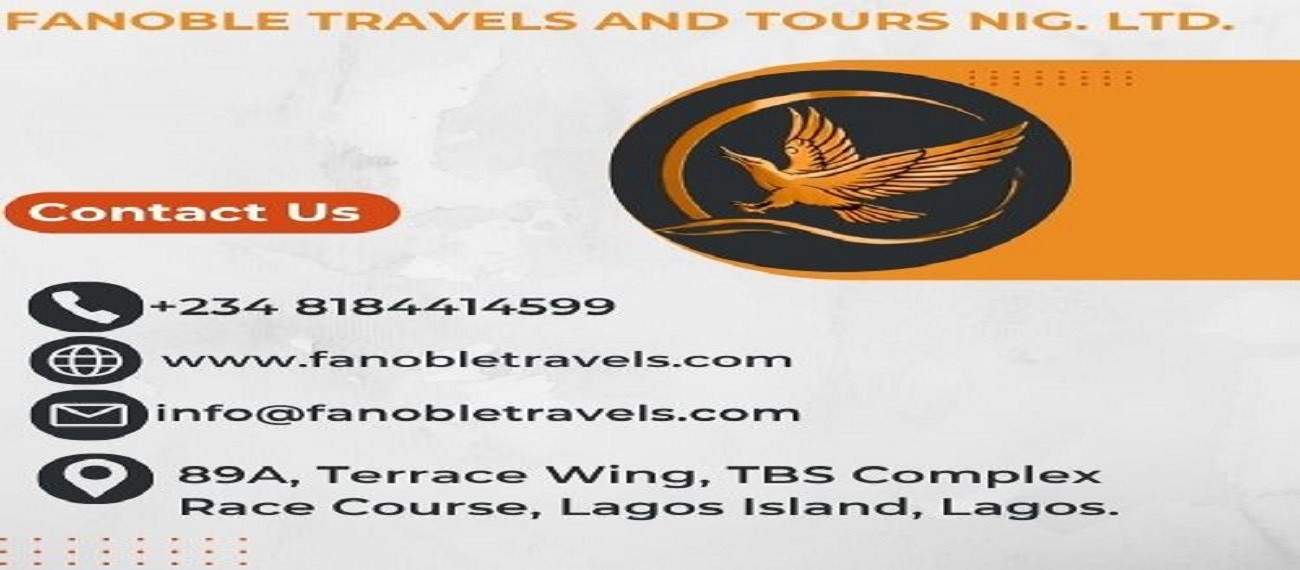 FANOBLE TRAVELS AND TOURS NIG. LTD.
Contact Us
+234 8184414599
www.fanobletravels.com
info@fanobletravels.com
89A, Terrace Wing, TBS Complex
Race Course, Lagos Island, Lagos.